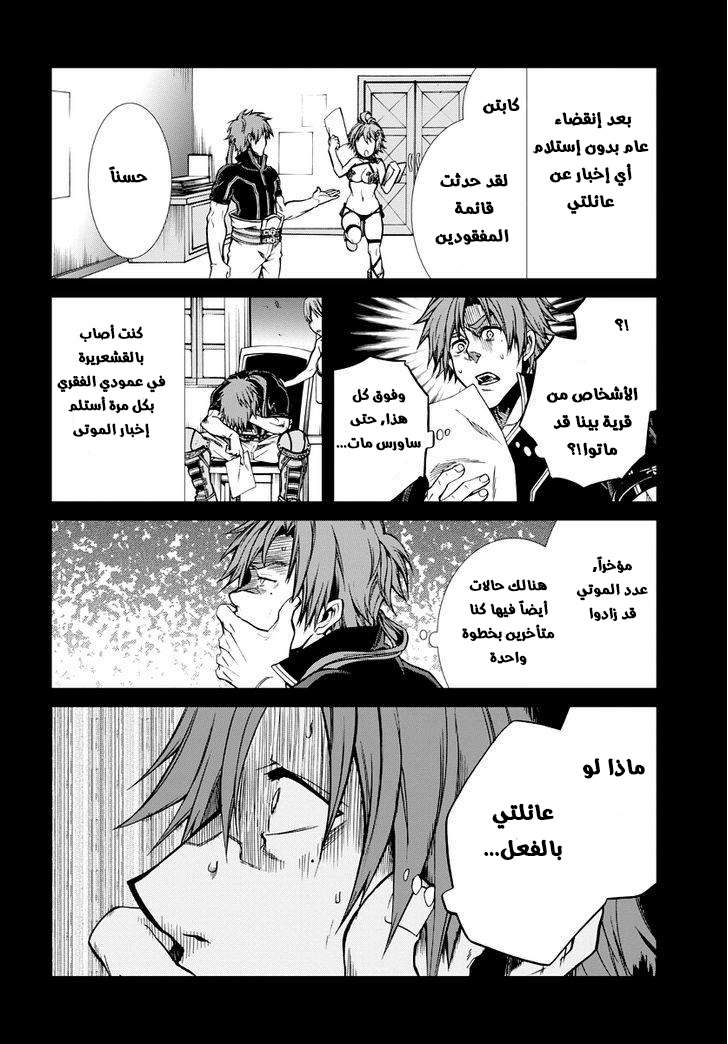 بعد إنقضاء
عام بدون إستلام
أي إخبار عن
عائلتي
كابتن
لقد حدثت
قائمة
المفقودين
حسناً
؟!
الأشخاص من
قرية بينا قد
ماتوا!؟
وفوق كل
هذا, حتى
ساورس مات...
كنت أصاب
بالقشعريرة
في عمودي الفقري
بكل مرة أستلم
إخبار الموتى
مؤخراً,
عدد الموتي
قد زادوا
هنالك حالات
أيضاً فيها كنا
متأخرين بخطوة
واحدة
ماذا لو
عائلتي
بالفعل...